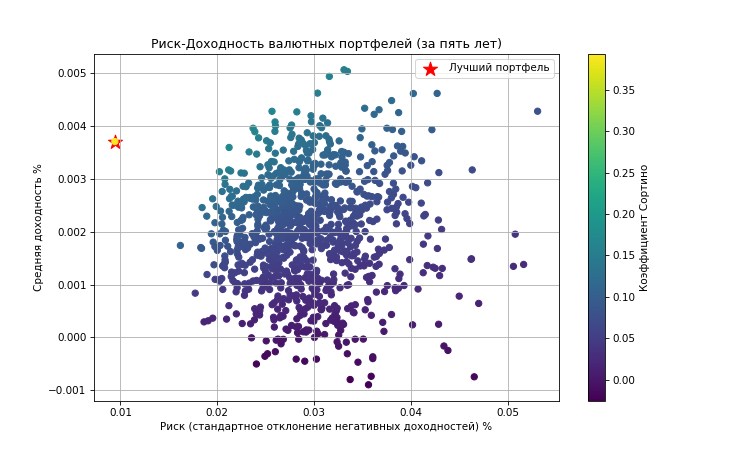 Риск-Доходность валютных портфелей (за пять лет)
Лучший портфель
Средняя доходность %
0.005
0.004
0.003
0.002
0.001
0.000
−0.001
0.01 0.02 0.03 0.04 0.05
Риск (стандартное отклонение негативных доходностей) %
0.35
0.30
0.25
0.20
0.15
0.10
0.05
0.00
Коэффициент Сортино